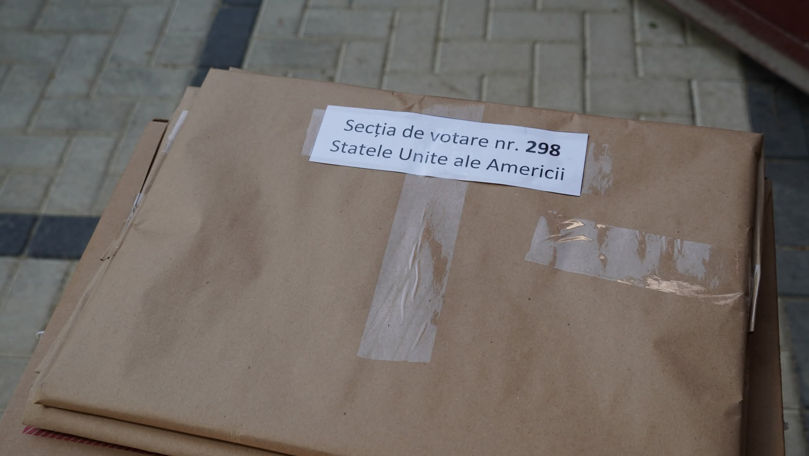 Secția de votare nr. 298
Statele Unite ale Americii